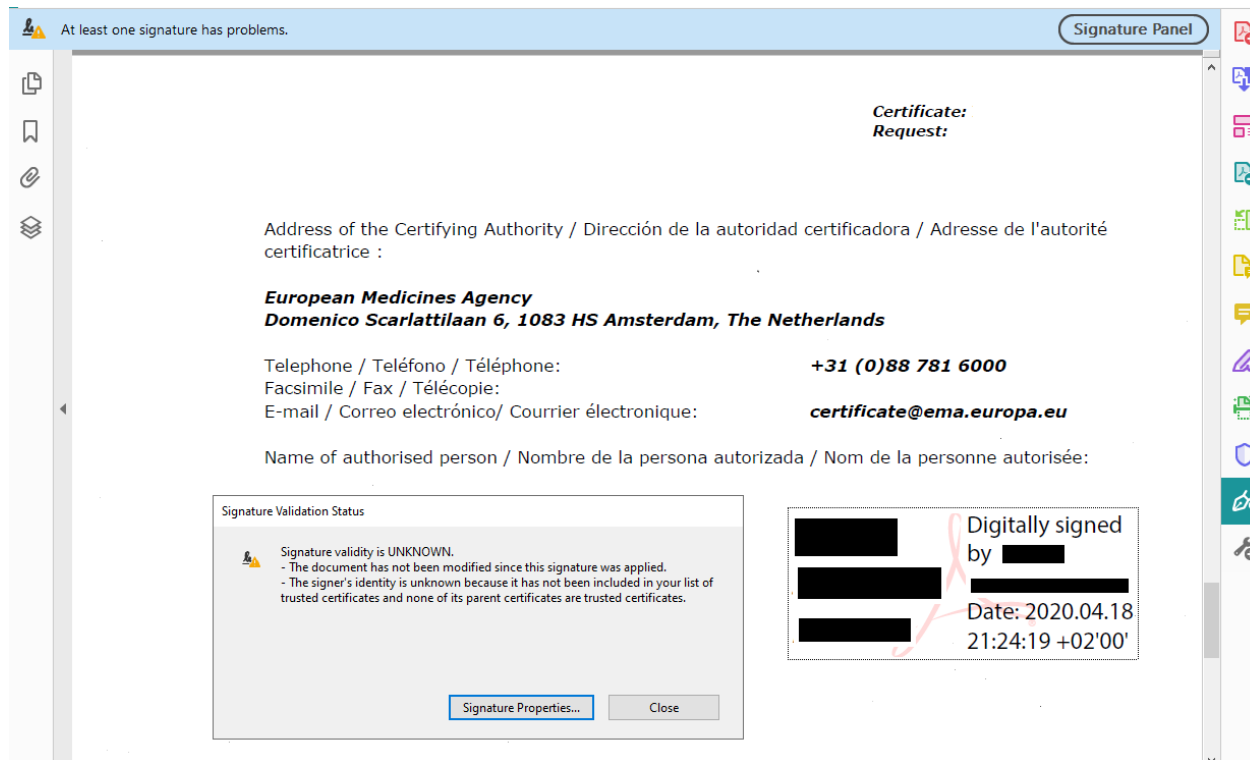 At least one signature has problems.
Signature Panel
Certificate:
Request:
Address of the Certifying Authority / Dirección de la autoridad certificadora / Adresse de l'autorité
certificatrice :
European Medicines Agency
Domenico Scarlattilaan 6, 1083 HS Amsterdam, The Netherlands
Telephone / Teléfono / Téléphone: +31 (0)88 781 6000
Facsimile / Fax / Télécopie:
E-mail / Correo electrónico/ Courrier électronique: certificate@ema.europa.eu
Name of authorised person / Nombre de la persona autorizada / Nom de la personne autorisée:
Signature Validation Status
Signature validity is UNKNOWN.
- The document has not been modified since this signature was applied.
- The signer's identity is unknown because it has not been included in your list of
trusted certificates and none of its parent certificates are trusted certificates.
Signature Properties...
Close
Digitally signed
by
Date: 2020.04.18
21:24:19 +02'00'